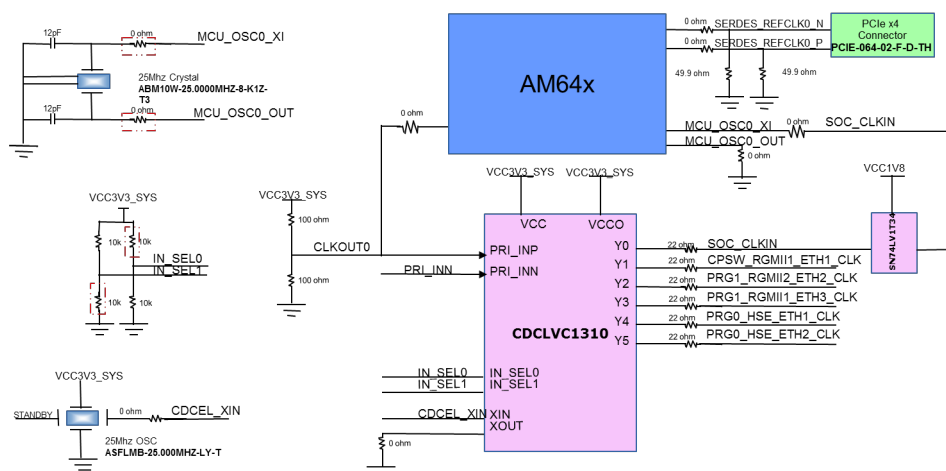 12pF
0 ohm
MCU_OSC0_XI
25Mhz Crystal
ABM10W-25.0000MHZ-8-K1Z-
T3
12pF
0 ohm
MCU_OSC0_OUT
AM64x
0 ohm
SERDES_REFCLK0_N
0 ohm
SERDES_REFCLK0_P
PCIe x4
Connector
PCIE-064-02-F-D-TH
49.9 ohm
49.9 ohm
0 ohm
MCU_OSC0_XI
0 ohm
SOC_CLKIN
MCU_OSC0_OUT
0 ohm
VCC1V8
SN74LV1T34
VCC3V3_SYS
10k
10k
IN_SEL0
IN_SEL1
10k
10k
VCC3V3_SYS
100 ohm
CLKOUT0
100 ohm
PRI_INN
VCC3V3_SYS
VCC3V3_SYS
VCC
VCCO
PRI_INP
PRI_INN
CDCLVC1310
Y0
22 ohm
SOC_CLKIN
Y1
22 ohm
CPSW_RGMII1_ETH1_CLK
Y2
22 ohm
PRG1_RGMII2_ETH2_CLK
Y3
22 ohm
PRG1_RGMII1_ETH3_CLK
Y4
22 ohm
PRG0_HSE_ETH1_CLK
Y5
22 ohm
PRG0_HSE_ETH2_CLK
IN_SEL0
IN_SEL0
IN_SEL1
IN_SEL1
CDCEL_XIN
XIN
XOUT
0 ohm
VCC3V3_SYS
STANDBY
0 ohm
CDCEL_XIN
25Mhz OSC
ASFLMB-25.000MHZ-LY-T